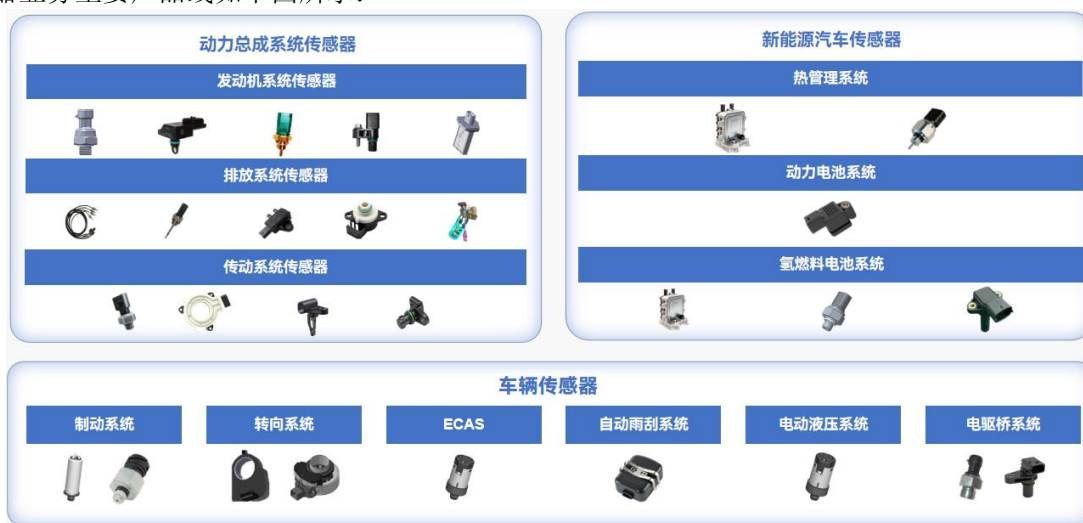 动力总成系统传感器
发动机系统传感器
排放系统传感器
传动系统传感器
新能源汽车传感器
热管理系统
动力电池系统
氢燃料电池系统
车辆传感器
制动系统
转向系统
ECAS
自动雨刮系统
电动液压系统
电驱桥系统